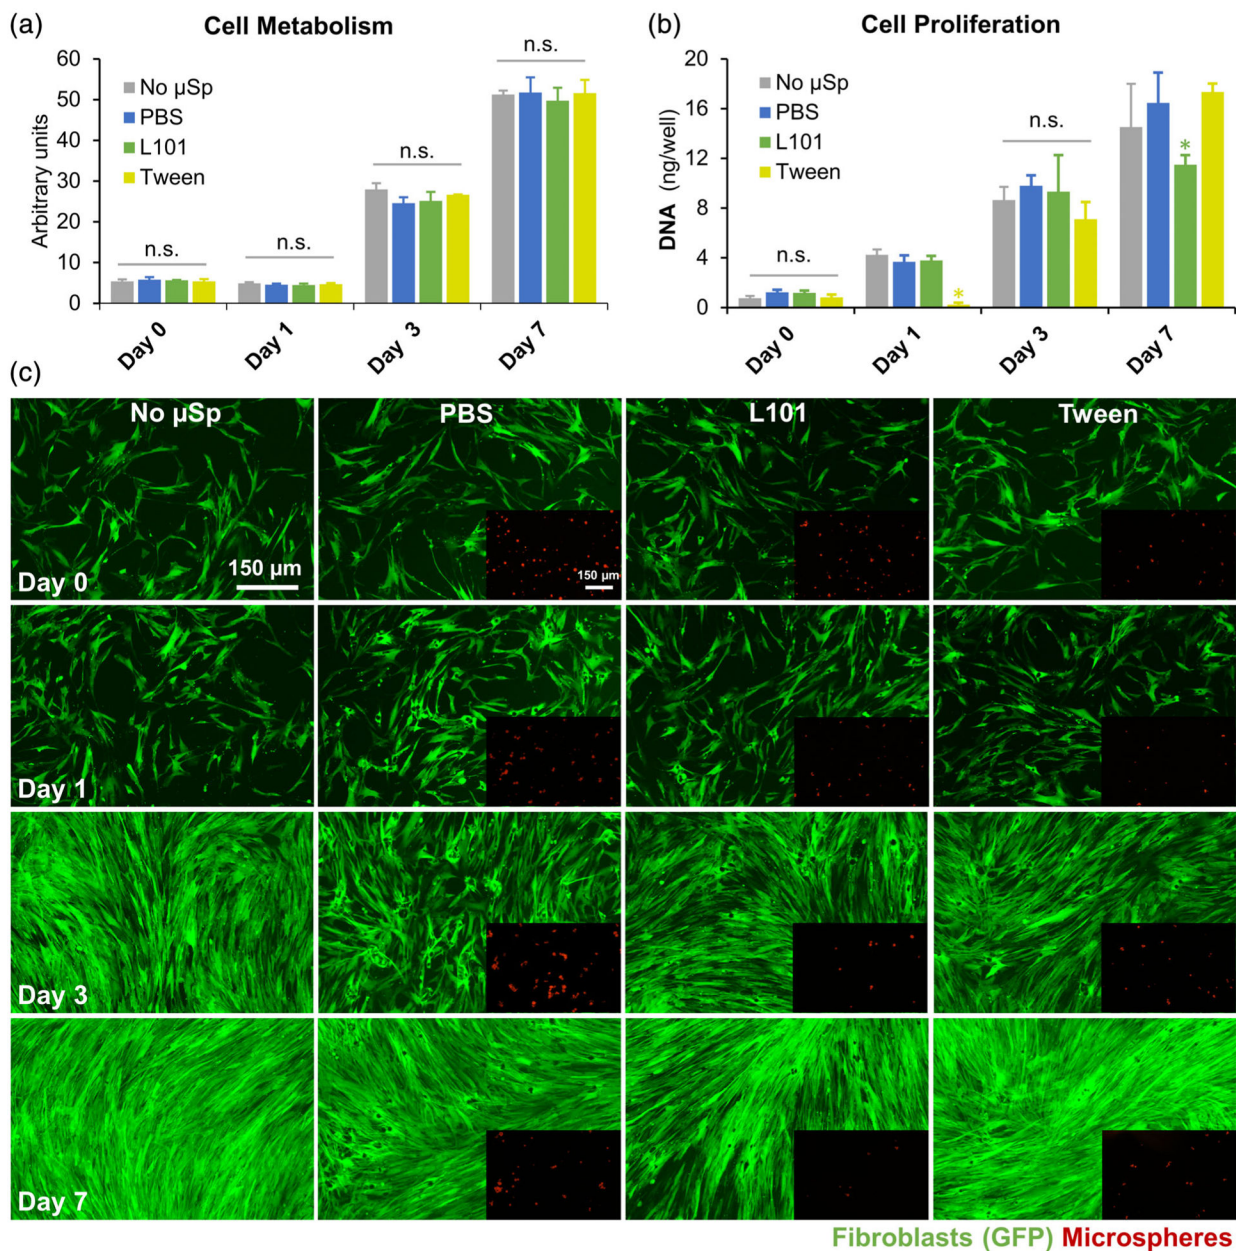 (a)
Cell Metabolism
Arbitrary units
60
50
40
30
20
10
0
No µSp
PBS
L101
Tween
n.s.
n.s.
n.s.
n.s.
Day 0
Day 1
Day 3
Day 7
(b)
Cell Proliferation
DNA (ng/well)
20
16
12
8
4
0
No µSp
PBS
L101
Tween
n.s.
*
n.s.
*
Day 0
Day 1
Day 3
Day 7
(c)
No µSp
PBS
L101
Tween
150 µm
150 µm
Day 0
Day 1
Day 3
Day 7
Fibroblasts (GFP) Microspheres